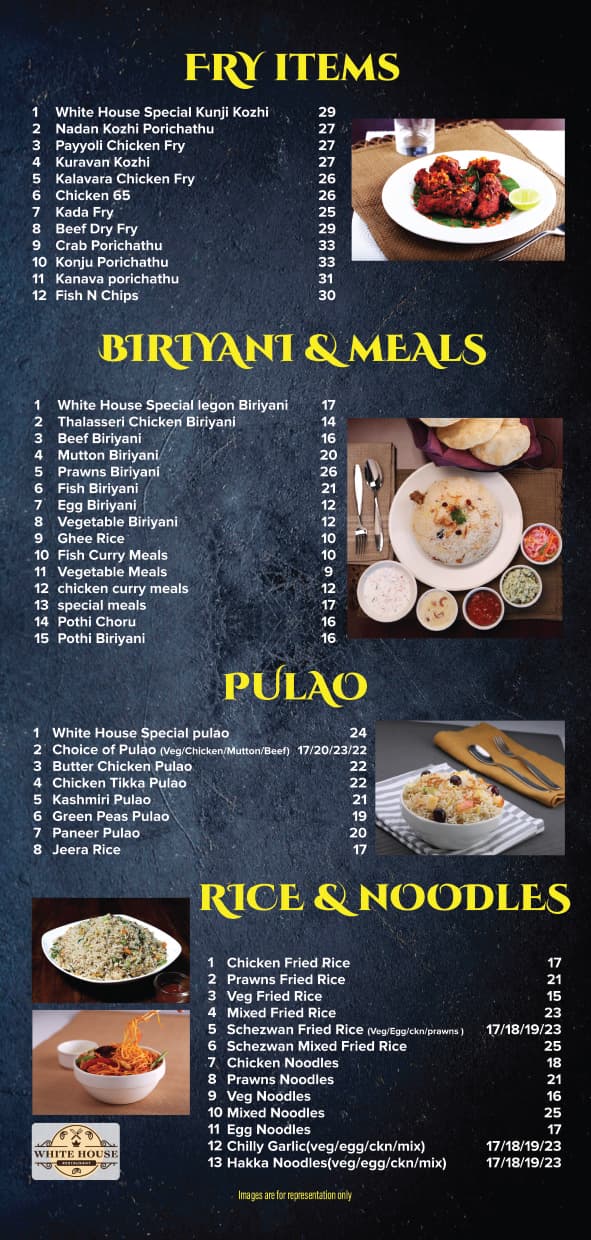 FRY ITEMS
1 White House Special Kunji Kozhi 29
2 Nadan Kozhi Porichathu 27
3 Payyoli Chicken Fry 27
4 Kuravan Kozhi 27
5 Kalavara Chicken Fry 26
6 Chicken 65 26
7 Kada Fry 25
8 Beef Dry Fry 29
9 Crab Porichathu 33
10 Konju Porichathu 33
11 Kanava porichathu 31
12 Fish N Chips 30
BIRIYANI & MEALS
1 White House Special legon Biriyani 17
2 Thalasseri Chicken Biriyani 14
3 Beef Biriyani 16
4 Mutton Biriyani 20
5 Prawns Biriyani 26
6 Fish Biriyani 21
7 Egg Biriyani 12
8 Vegetable Biriyani 12
9 Ghee Rice 10
10 Fish Curry Meals 10
11 Vegetable Meals 9
12 chicken curry meals 12
13 special meals 17
14 Pothi Choru 16
15 Pothi Biriyani 16
PULAO
1 White House Special pulao 24
2 Choice of Pulao (Veg/Chicken/Mutton/Beef) 17/20/23/22
3 Butter Chicken Pulao 22
4 Chicken Tikka Pulao 22
5 Kashmiri Pulao 21
6 Green Peas Pulao 19
7 Paneer Pulao 20
8 Jeera Rice 17
RICE & NOODLES
1 Chicken Fried Rice 17
2 Prawns Fried Rice 21
3 Veg Fried Rice 15
4 Mixed Fried Rice 23
5 Schezwan Fried Rice (Veg/Egg/ckn/prawns ) 17/18/19/23
6 Schezwan Mixed Fried Rice 25
7 Chicken Noodles 18
8 Prawns Noodles 21
9 Veg Noodles 16
10 Mixed Noodles 25
11 Egg Noodles 17
12 Chilly Garlic(veg/egg/ckn/mix) 17/18/19/23
13 Hakka Noodles(veg/egg/ckn/mix) 17/18/19/23
WHITE HOUSE
RESTAURANT
Images are for representation only